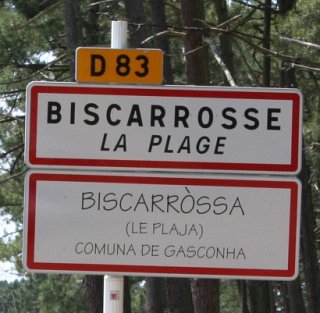 D 83
BISCARROSSE
LA PLAGE
BISCARRÒSSA
(LE PLAJA)
COMUNA DE GASCONHA